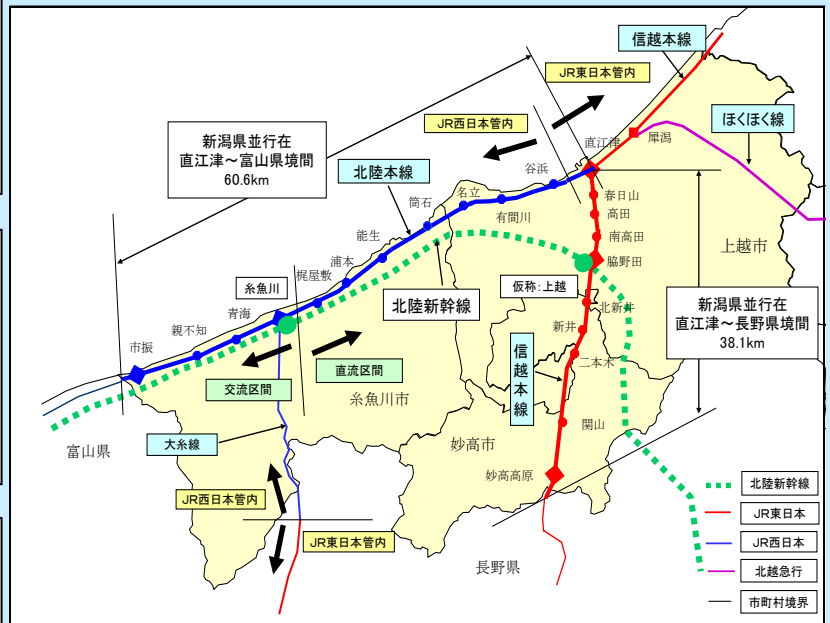 信越本線
JR東日本管内
ほくほく線
JR西日本管内
新潟県並行在
直江津～富山県境間
60.6km
直江津
犀潟
北陸本線
谷浜
名立
筒石
有間川
春日山
高田
南高田
上越市
能生
脇野田
浦本
梶屋敷
糸魚川
仮称:上越
北陸新幹線
北新井
新潟県並行在
直江津～長野県境間
38.1km
青海
親不知
市振
新井
信越本線
二本木
直流区間
交流区間
糸魚川市
関山
富山県
大糸線
妙高市
妙高高原
JR西日本管内
JR東日本管内
長野県
北陸新幹線
JR東日本
JR西日本
北越急行
市町村境界